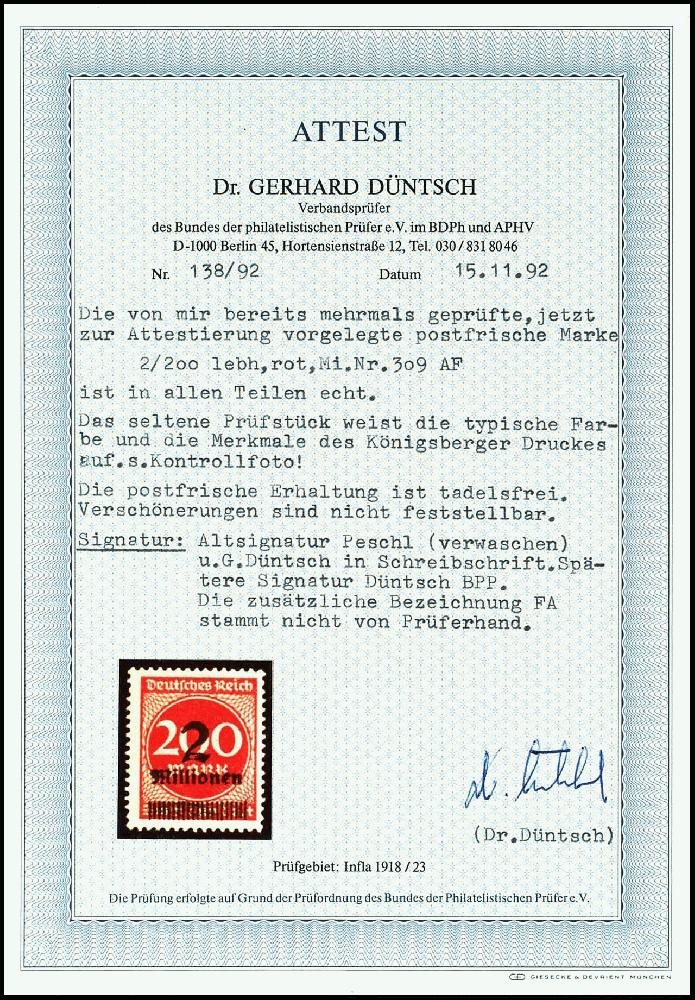 ATTEST
Dr. GERHARD DÜNTSCH
Verbandsprüfer
des Bundes der philatelistischen Prüfer e.V. im BDPh und APHV
D-1000 Berlin 45, Hortensienstraße 12, Tel. 030/831 80 46
Nr. 138/92 Datum 15.11.92
Die von mir bereits mehrmals geprüfte,jetzt
zur Attestierung vorgelegte postfrische Marke
2/2oo lebh,rot,Mi.Nr.3o9 AF
ist in allen Teilen echt.
Das seltene Prüfstück weist die typische Far-
be und die Merkmale des Königsberger Druckes
auf.s.Kontrollfoto!
Die postfrische Erhaltung ist tadelsfrei.
Verschönerungen sind nicht feststellbar.
Signatur: Altsignatur Peschl (verwaschen)
u.G.Düntsch in Schreibschrift.Spä-
tere Signatur Düntsch BPP.
Die zusätzliche Bezeichnung FA
stammt nicht von Prüferhand.
Deutsches Reich
200
2
MARK
Millionen
(Dr.Düntsch)
Prüfgebiet: Infla 1918/23
Die Prüfung erfolgte auf Grund der Prüfordnung des Bundes der Philatelistischen Prüfer e.V.
GIESECKE & DEVRIENT MÜNCHEN